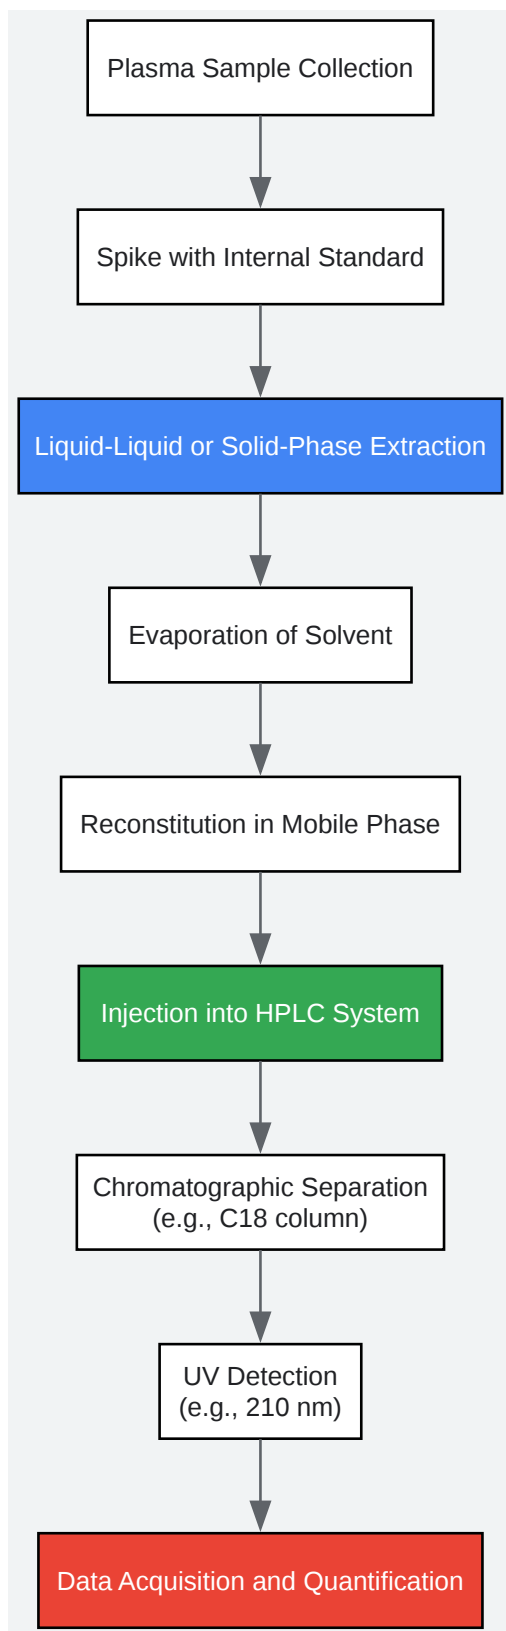 Plasma Sample Collection
Spike with Internal Standard
Liquid-Liquid or Solid-Phase Extraction
Evaporation of Solvent
Reconstitution in Mobile Phase
Injection into HPLC System
Chromatographic Separation
(e.g., C18 column)
UV Detection
(e.g., 210 nm)
Data Acquisition and Quantification